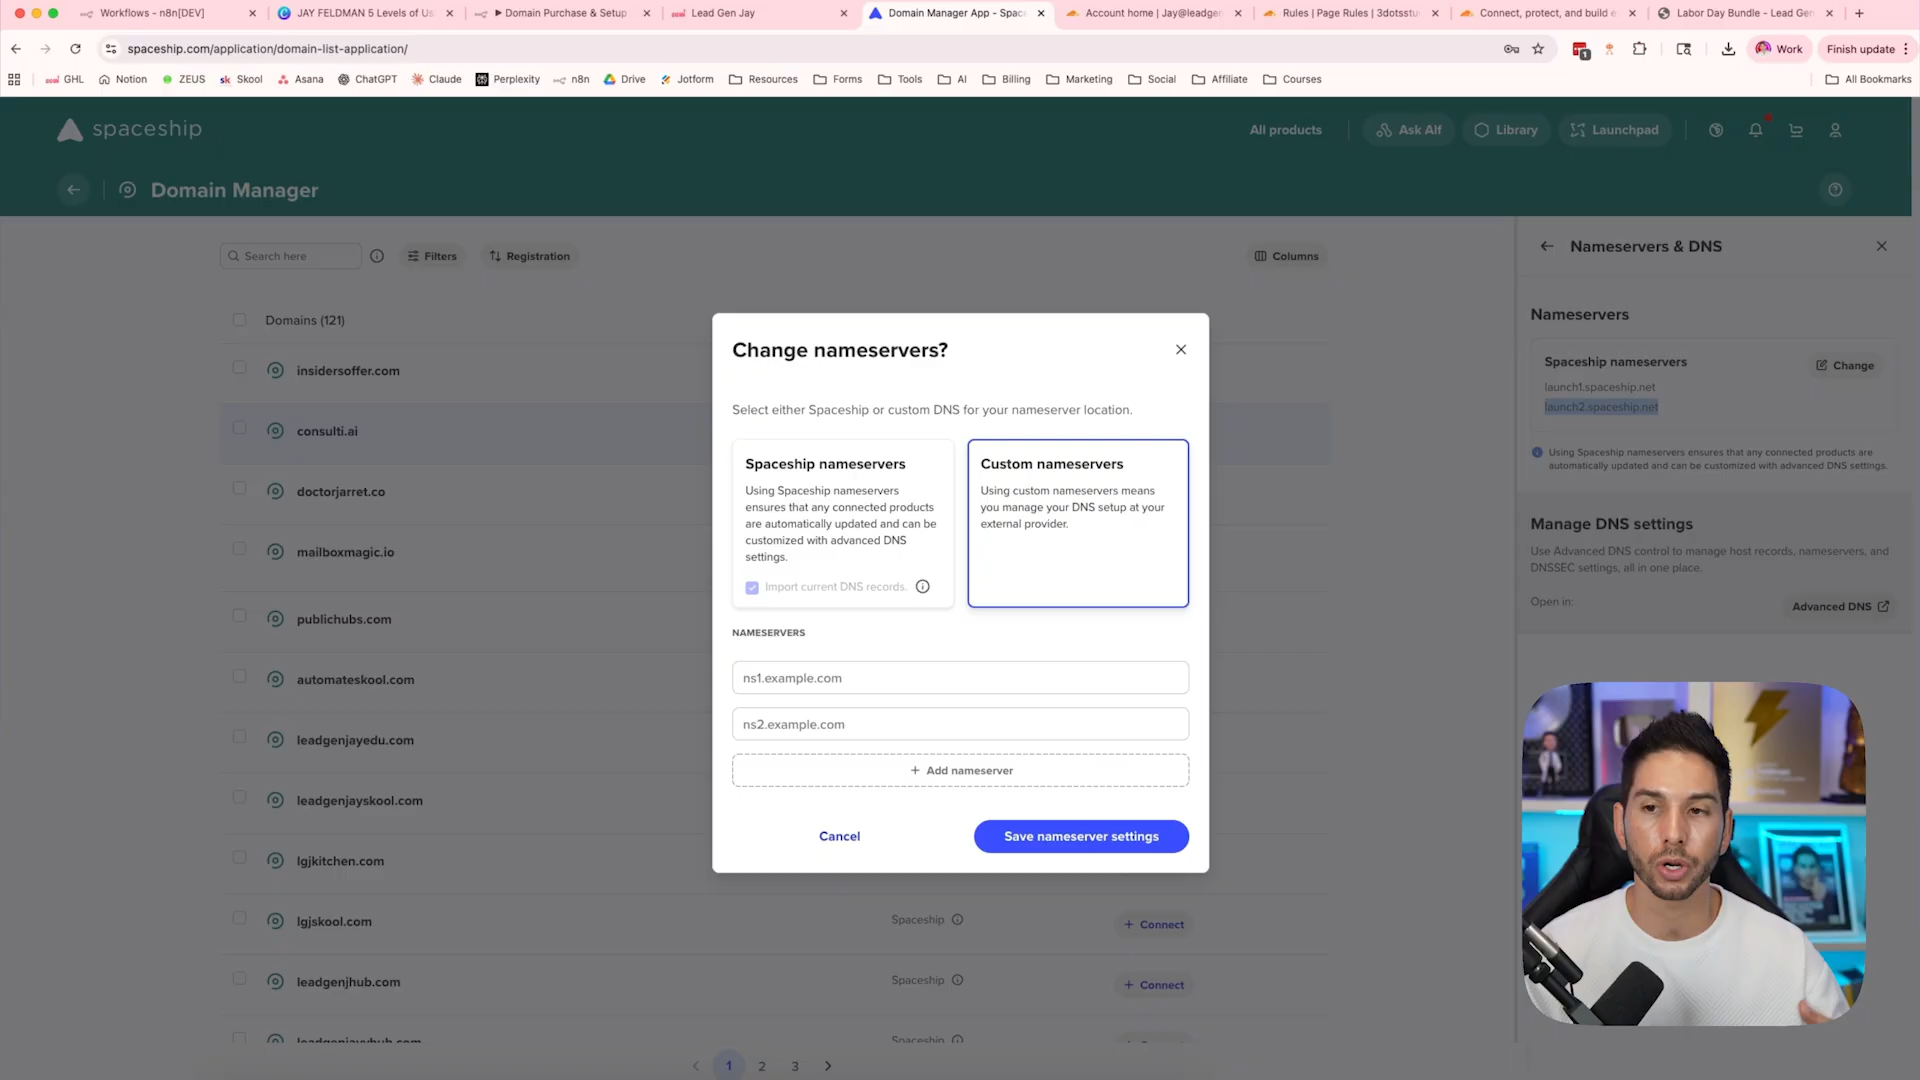 Workflows - n8n[DEV]
JAY FELDMAN 5 Levels of Us
Domain Purchase & Setup
Lead Gen Jay
Domain Manager App - Spac
Account home | Jay@leadgen
Rules | Page Rules | 3dotsstu
Connect, protect, and build e
Labor Day Bundle - Lead Gen
spaceship.com/application/domain-list-application/
1
Work
Finish update
GHL
Notion
ZEUS
sk Skool
Asana
ChatGPT
Claude
Perplexity
n8n
Drive
Jotform
Resources
Forms
Tools
AI
Billing
Marketing
Social
Affiliate
Courses
All Bookmarks
spaceship
All products
Ask Alf
Library
Launchpad
Domain Manager
Search here
Filters
Registration
Columns
Domains (121)
insidersoffer.com
consulti.ai
doctorjarret.co
mailboxmagic.io
publichubs.com
automateskool.com
leadgenjayedu.com
leadgenjayskool.com
lgjkitchen.com
lgjskool.com
Spaceship
+ Connect
leadgenjhub.com
Spaceship
+ Connect
Spaceship
1
2
3
Change nameservers?
Select either Spaceship or custom DNS for your nameserver location.
Spaceship nameservers
Using Spaceship nameservers
ensures that any connected products
are automatically updated and can be
customized with advanced DNS
settings.
Import current DNS records.
Custom nameservers
Using custom nameservers means
you manage your DNS setup at your
external provider.
NAMESERVERS
ns1.example.com
ns2.example.com
+ Add nameserver
Cancel
Save nameserver settings
Nameservers & DNS
Nameservers
Spaceship nameservers
Change
launch1.spaceship.net
launch2.spaceship.net
Using Spaceship nameservers ensures that any connected products are
automatically updated and can be customized with advanced DNS settings.
Manage DNS settings
Use Advanced DNS control to manage host records, nameservers, and
DNSSEC settings, all in one place.
Open in:
Advanced DNS